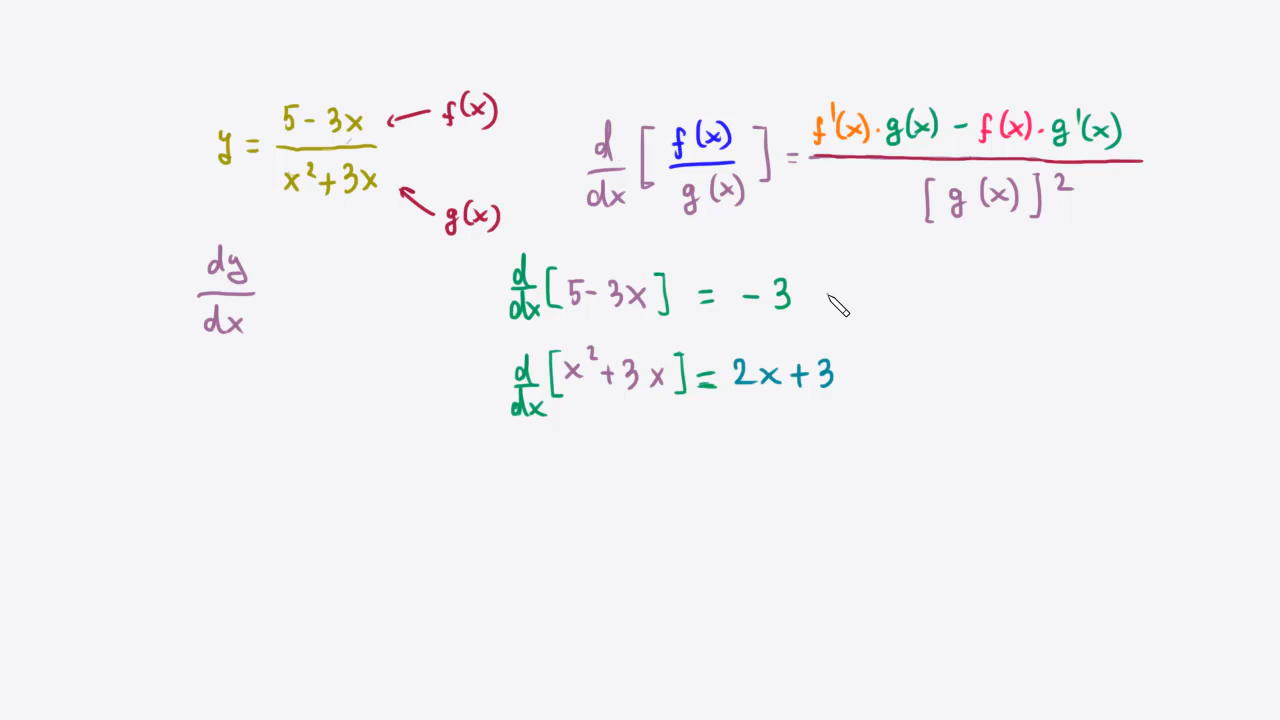 y = (5 - 3x)/(x² + 3x) ← f(x) ← g(x)
d/dx [f(x)/g(x)] = (f'(x) · g(x) - f(x) · g'(x))/[g(x)]²
dy/dx
d/dx [5 - 3x] = -3
d/dx [x² + 3x] = 2x + 3